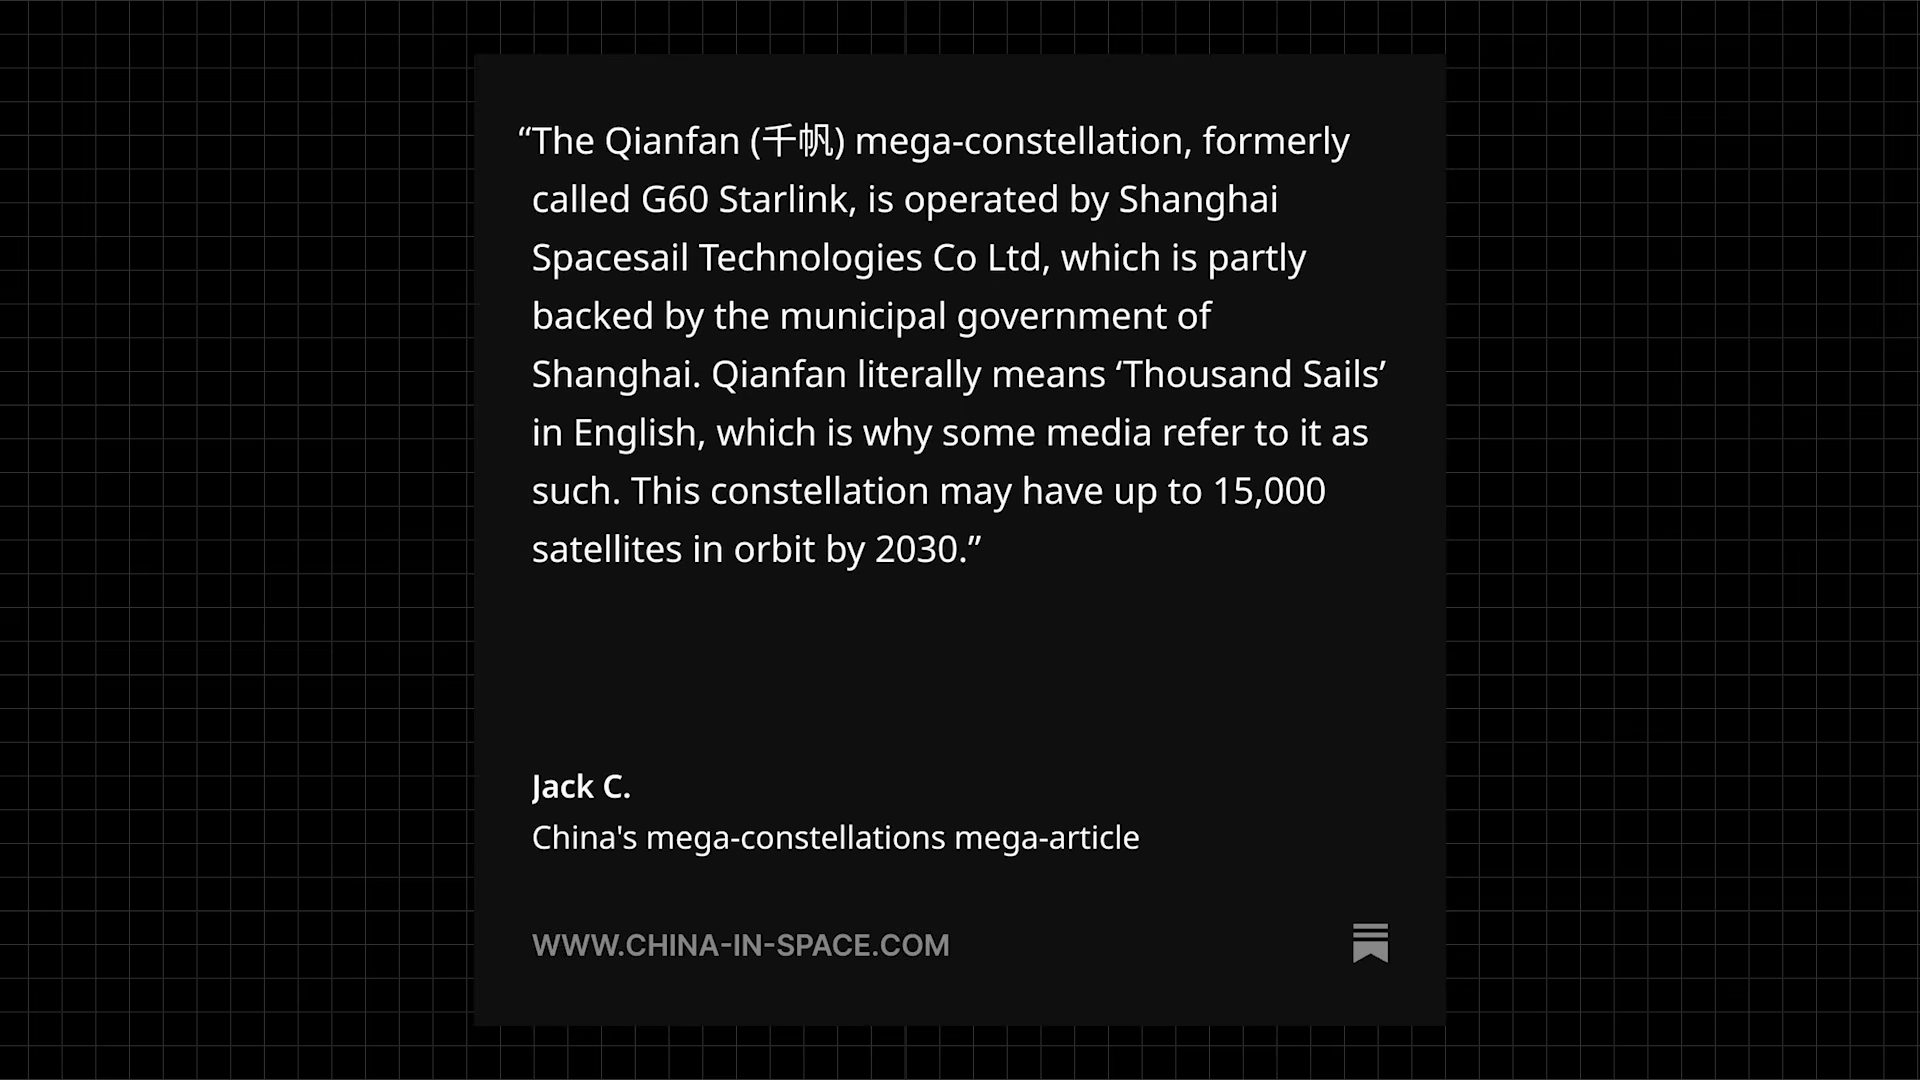 “The Qianfan (千帆) mega-constellation, formerly
called G60 Starlink, is operated by Shanghai
Spacesail Technologies Co Ltd, which is partly
backed by the municipal government of
Shanghai. Qianfan literally means ‘Thousand Sails’
in English, which is why some media refer to it as
such. This constellation may have up to 15,000
satellites in orbit by 2030.”
Jack C.
China's mega-constellations mega-article
WWW.CHINA-IN-SPACE.COM